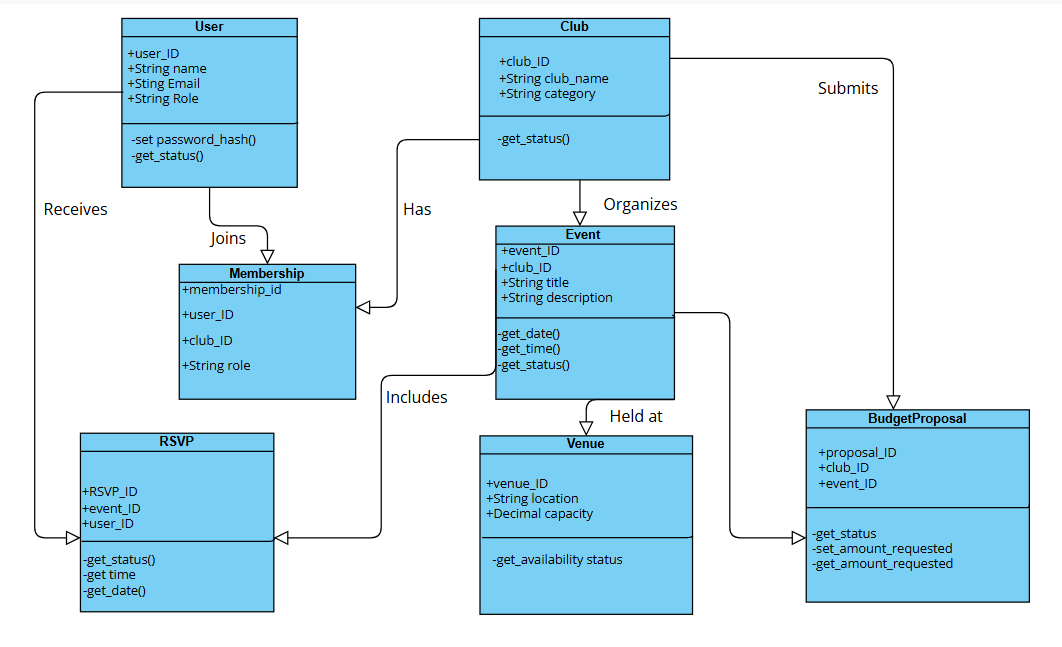 User
+user_ID
+String name
+Sting Email
+String Role
-set password_hash()
-get_status()
Club
+club_ID
+String club_name
+String category
-get_status()
Submits
Receives
Joins
Has
Organizes
Membership
+membership_id
+user_ID
+club_ID
+String role
Event
+event_ID
+club_ID
+String title
+String description
-get_date()
-get_time()
-get_status()
Includes
Held at
RSVP
+RSVP_ID
+event_ID
+user_ID
-get_status()
-get time
-get_date()
Venue
+venue_ID
+String location
+Decimal capacity
-get_availability status
BudgetProposal
+proposal_ID
+club_ID
+event_ID
-get_status
-set_amount_requested
-get_amount_requested